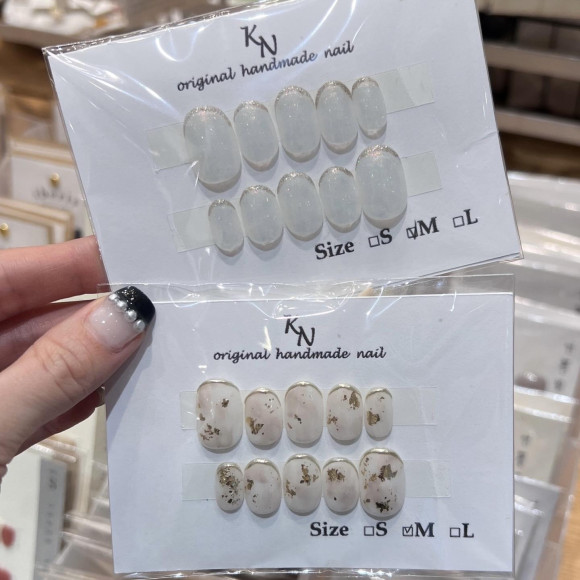 KN
original handmade nail
Size ☐S ☑M ☐L
KN
original handmade nail
Size ☐S ☑M ☐L